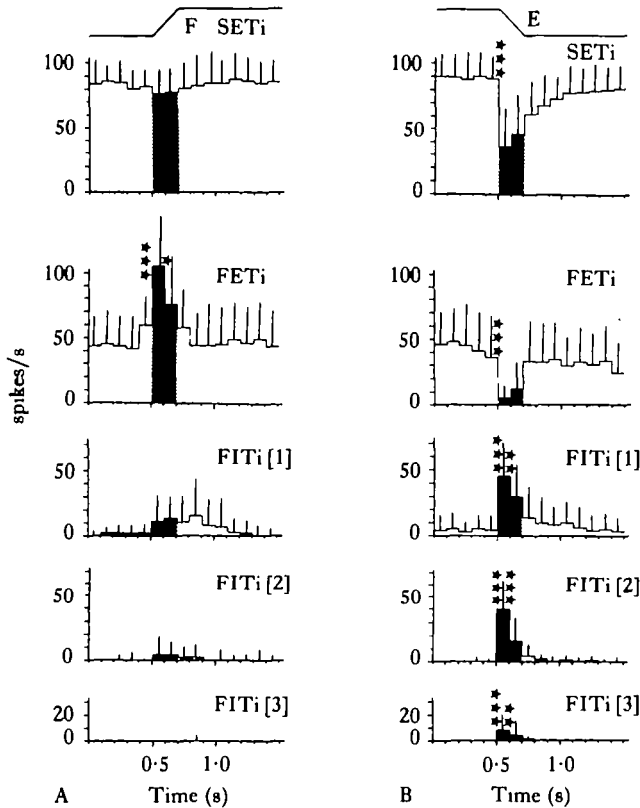 F SETi
100
50
0
FETi
100
50
0
spikes/s
FITi [1]
50
0
FITi [2]
50
0
FITi [3]
20
0
0·5 1·0
A Time (s)
E
SETi
100
50
0
FETi
100
50
0
FITi [1]
50
0
FITi [2]
50
0
FITi [3]
20
0
0·5 1·0
B Time (s)